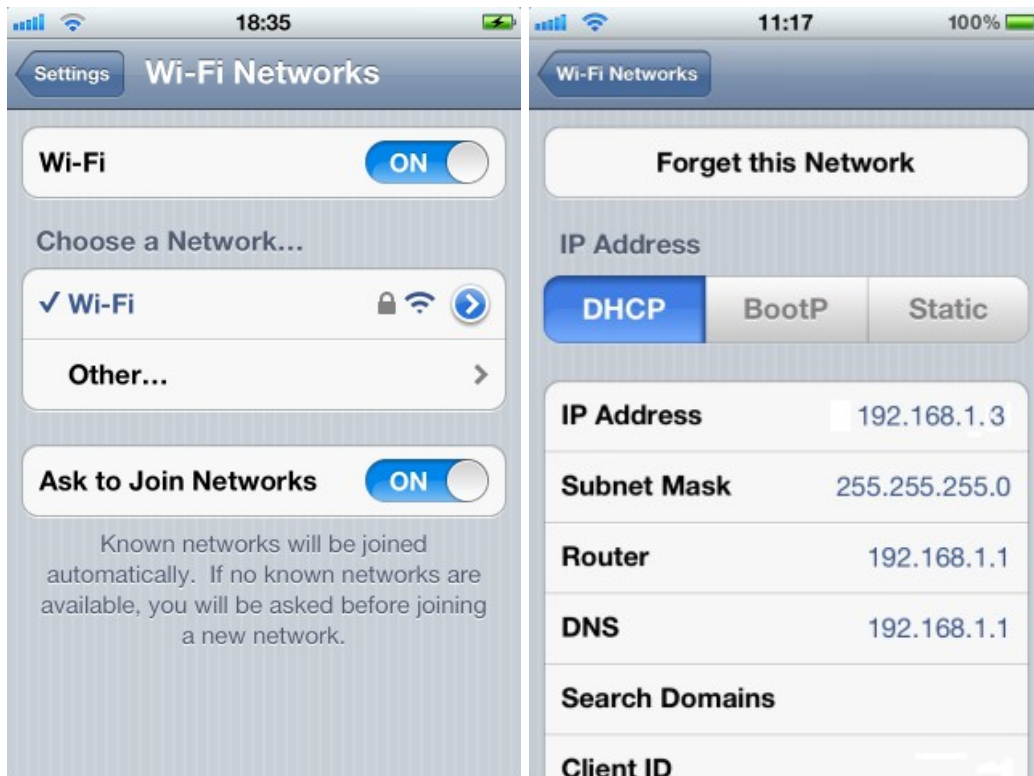 18:35
Settings
Wi-Fi Networks
Wi-Fi
ON
Choose a Network...
✓ Wi-Fi
Other...
Ask to Join Networks
ON
Known networks will be joined
automatically. If no known networks are
available, you will be asked before joining
a new network.
11:17
100%
Wi-Fi Networks
Forget this Network
IP Address
DHCP
BootP
Static
IP Address 192.168.1.3
Subnet Mask 255.255.255.0
Router 192.168.1.1
DNS 192.168.1.1
Search Domains
Client ID